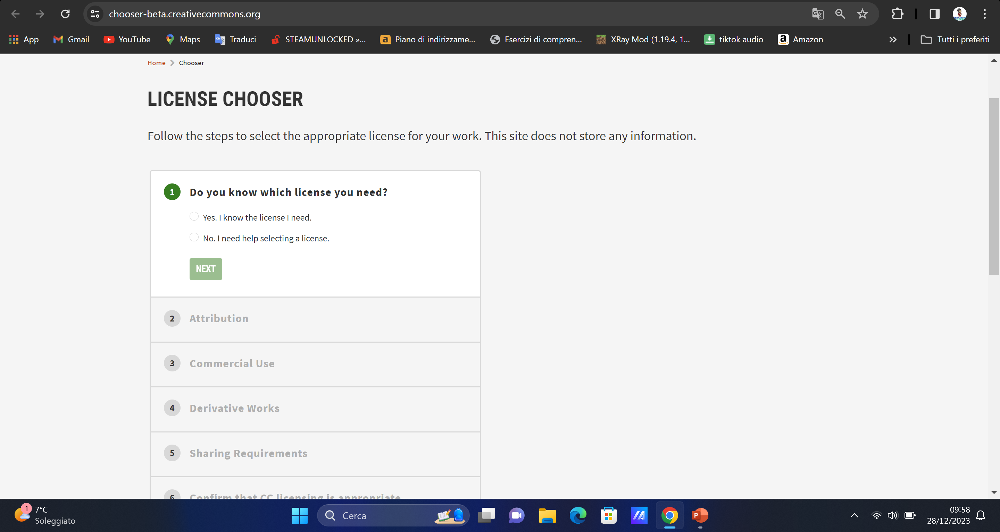 chooser-beta.creativecommons.org
App Gmail YouTube Maps Traduci STEAMUNLOCKED »... Piano di indirizzame... Esercizi di compren... XRay Mod (1.19.4, 1... tiktok audio Amazon » Tutti i preferiti
Home Chooser
LICENSE CHOOSER
Follow the steps to select the appropriate license for your work. This site does not store any information.
1 Do you know which license you need?
Yes. I know the license I need.
No. I need help selecting a license.
NEXT
2 Attribution
3 Commercial Use
4 Derivative Works
5 Sharing Requirements
6 Confirm that CC licensing is appropriate
1 7°C
Soleggiato
Cerca
09:58
28/12/2023